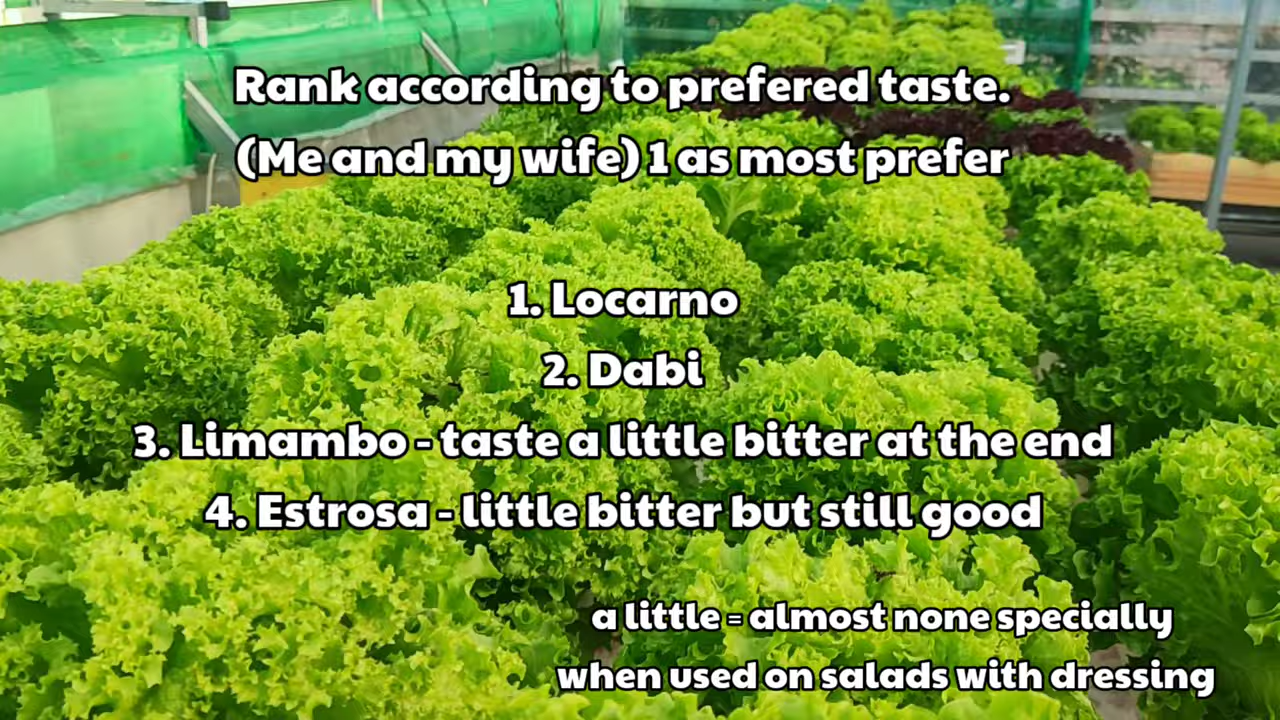 Rank according to prefered taste.
(Me and my wife) 1 as most prefer
1. Locarno
2. Dabi
3. Limambo - taste a little bitter at the end
4. Estrosa - little bitter but still good
a little = almost none specially
when used on salads with dressing